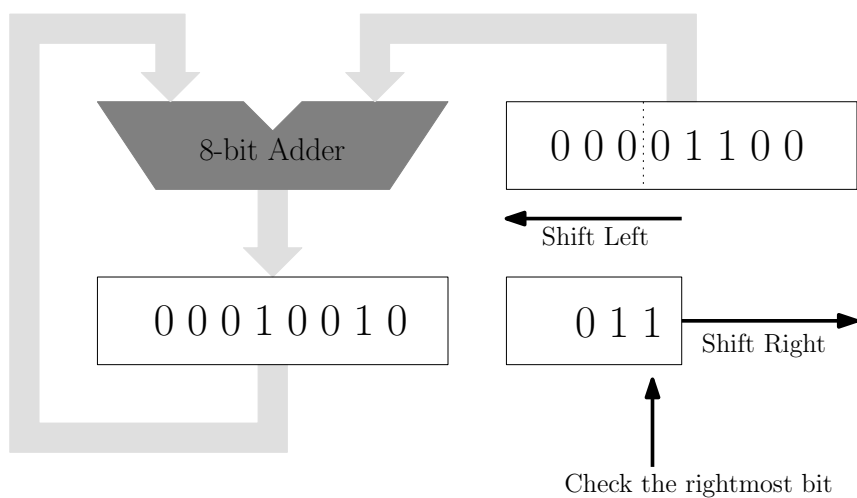 8-bit Adder
0 0 0 0 1 1 0 0
Shift Left
0 0 0 1 0 0 1 0
0 1 1
Shift Right
Check the rightmost bit